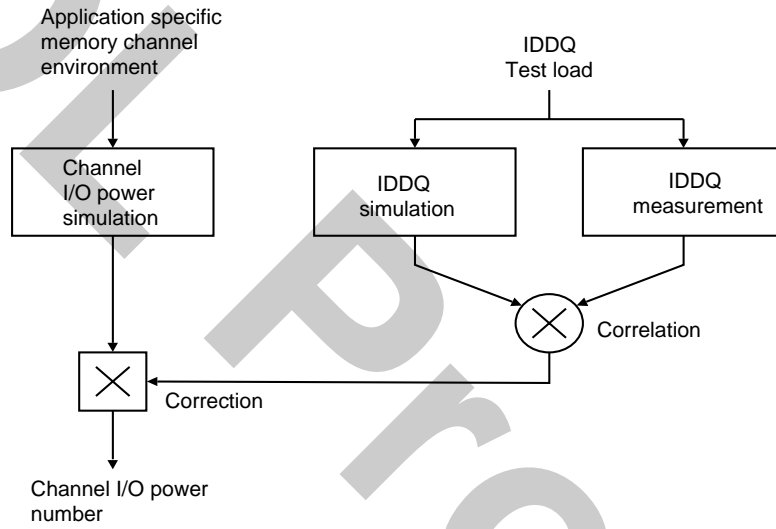 Application specific
memory channel
environment
IDDQ
Test load
Channel
I/O power
simulation
IDDQ
simulation
IDDQ
measurement
Correlation
Correction
Channel I/O power
number